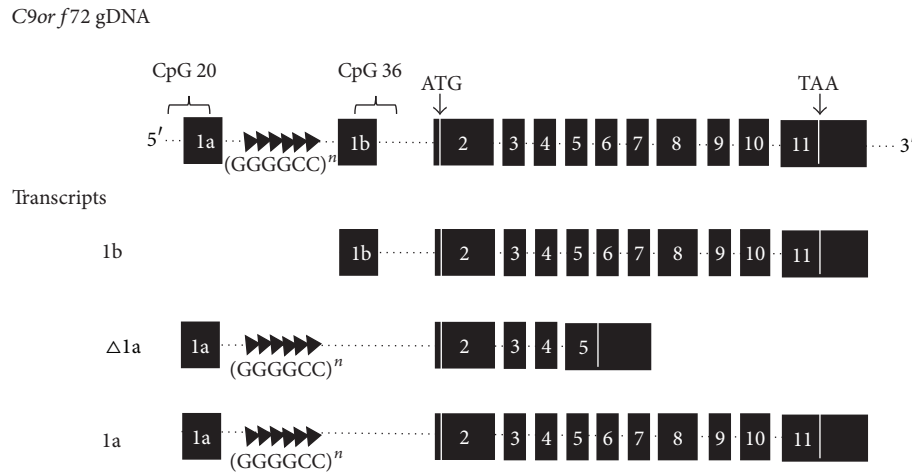 C9orf72 gDNA
CpG 20 CpG 36 ATG TAA
5′ 1a 1b 2 3 4 5 6 7 8 9 10 11 3′
(GGGGCC)ⁿ
Transcripts
1b 1b 2 3 4 5 6 7 8 9 10 11
△1a 1a 2 3 4 5
(GGGGCC)ⁿ
1a 1a 2 3 4 5 6 7 8 9 10 11
(GGGGCC)ⁿ